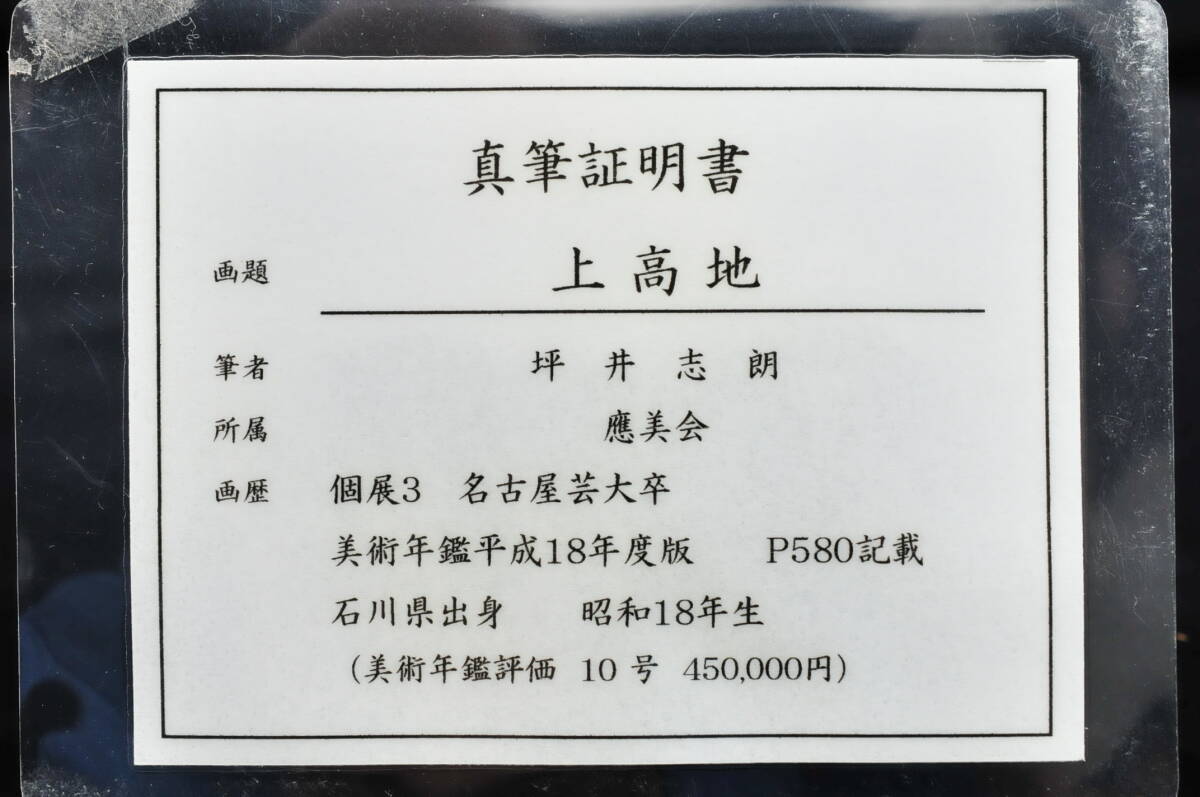 真筆証明書
画題 上高地
筆者 坪井志朗
所属 應美会
画歴 個展3 名古屋芸大卒
美術年鑑平成18年度版 P580記載
石川県出身 昭和18年生
(美術年鑑評価 10号 450,000円)